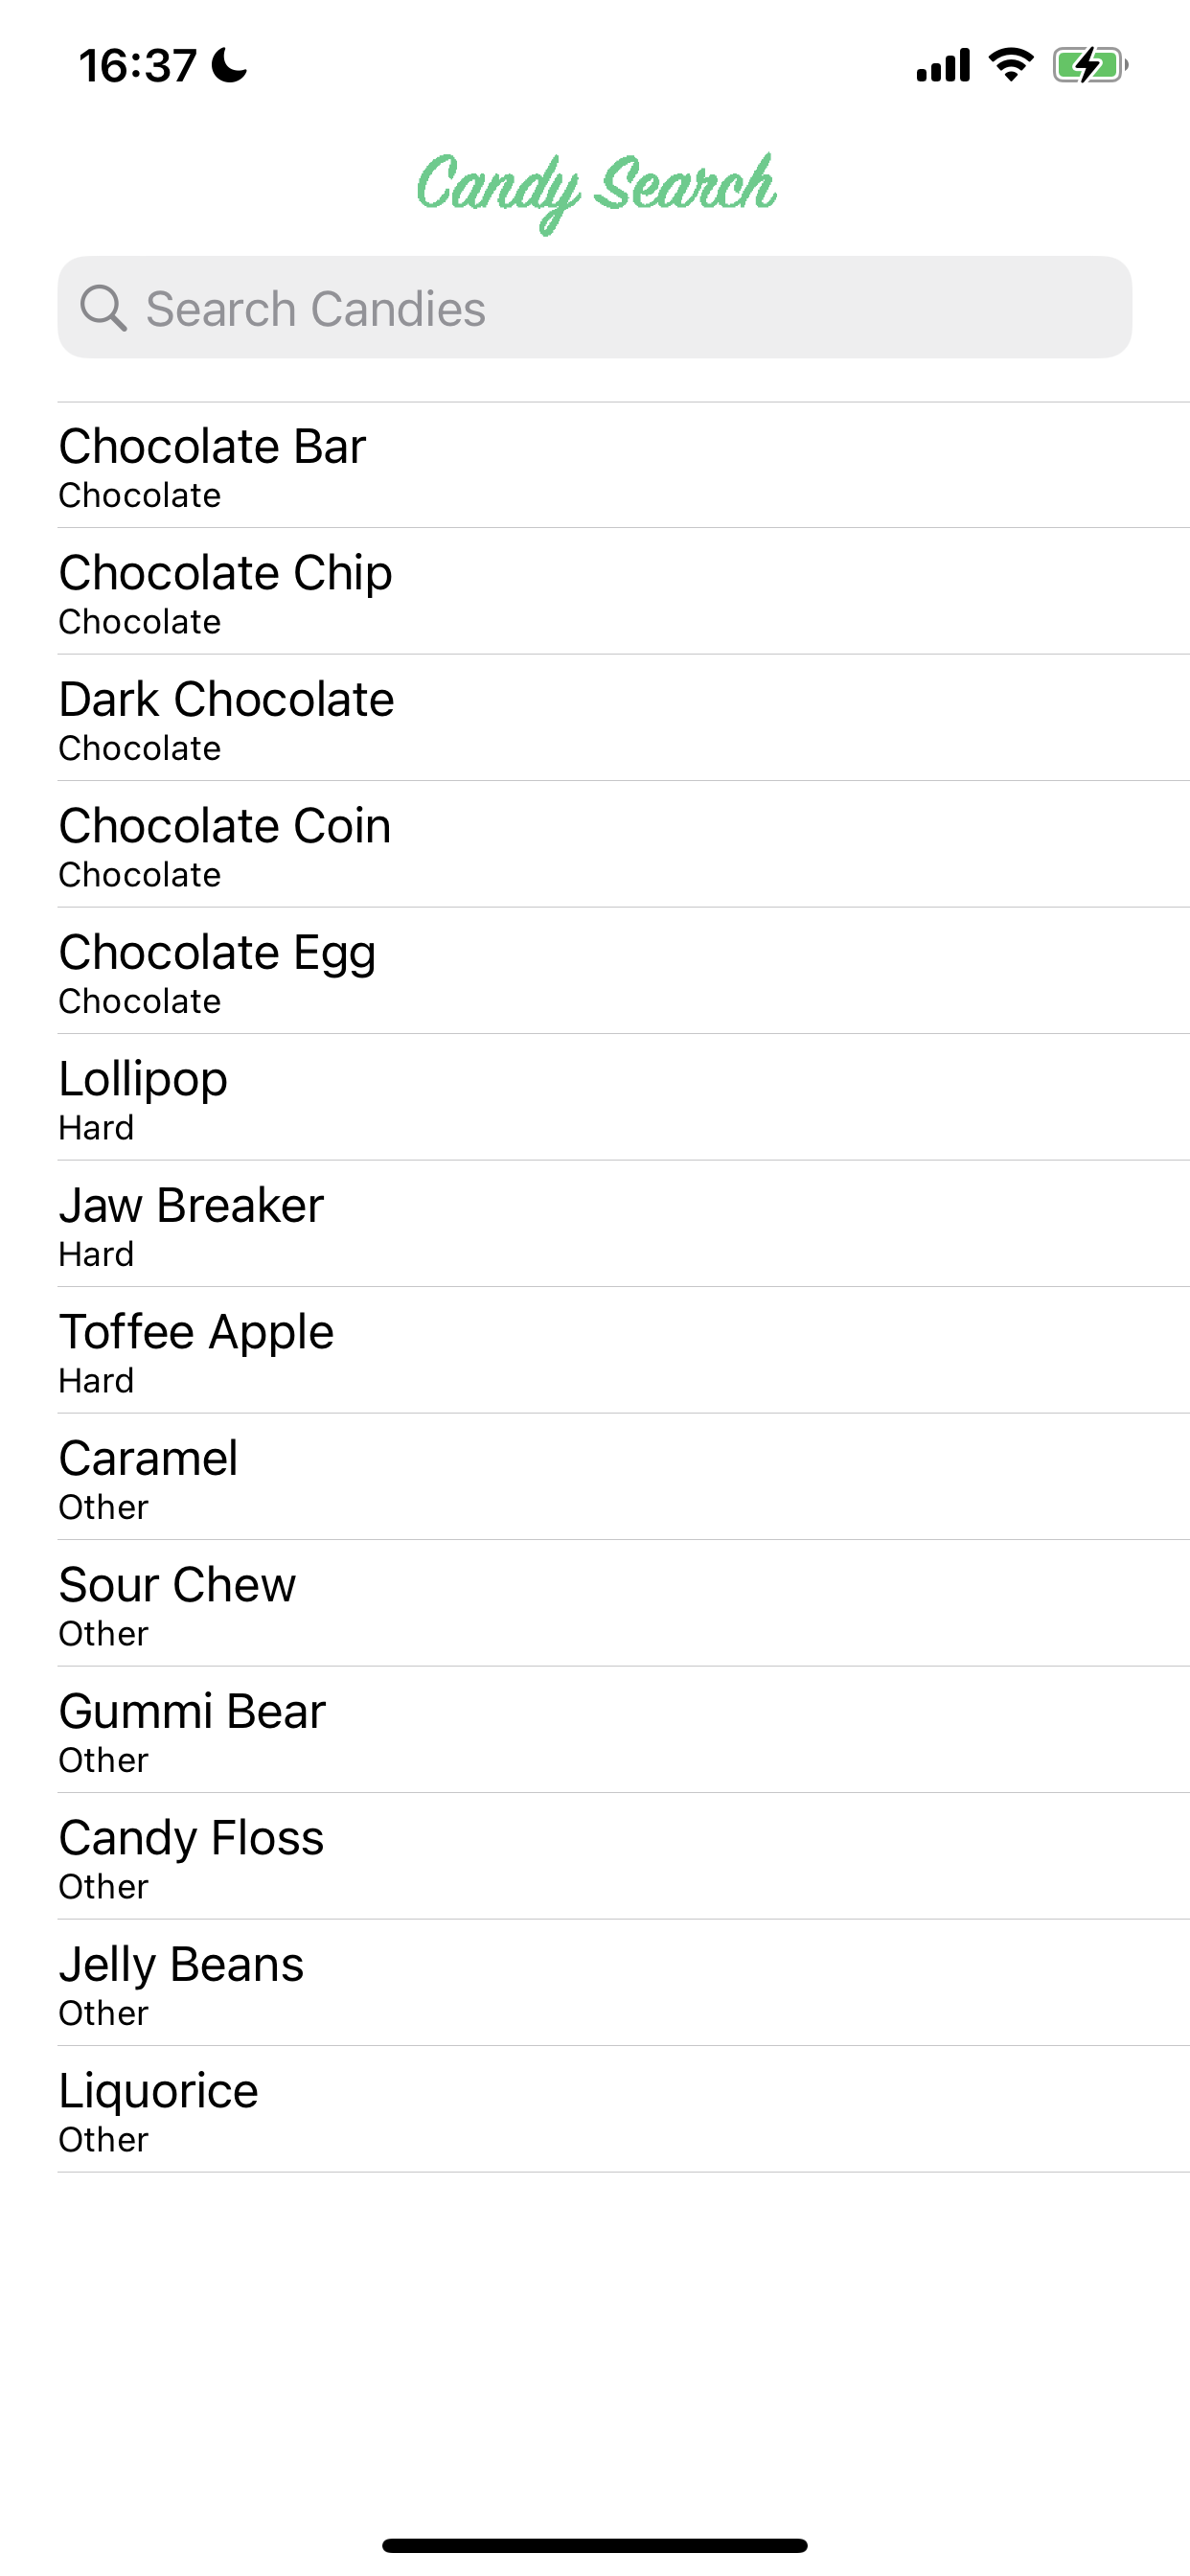 16:37
Candy Search
Search Candies
Chocolate Bar
Chocolate
Chocolate Chip
Chocolate
Dark Chocolate
Chocolate
Chocolate Coin
Chocolate
Chocolate Egg
Chocolate
Lollipop
Hard
Jaw Breaker
Hard
Toffee Apple
Hard
Caramel
Other
Sour Chew
Other
Gummi Bear
Other
Candy Floss
Other
Jelly Beans
Other
Liquorice
Other